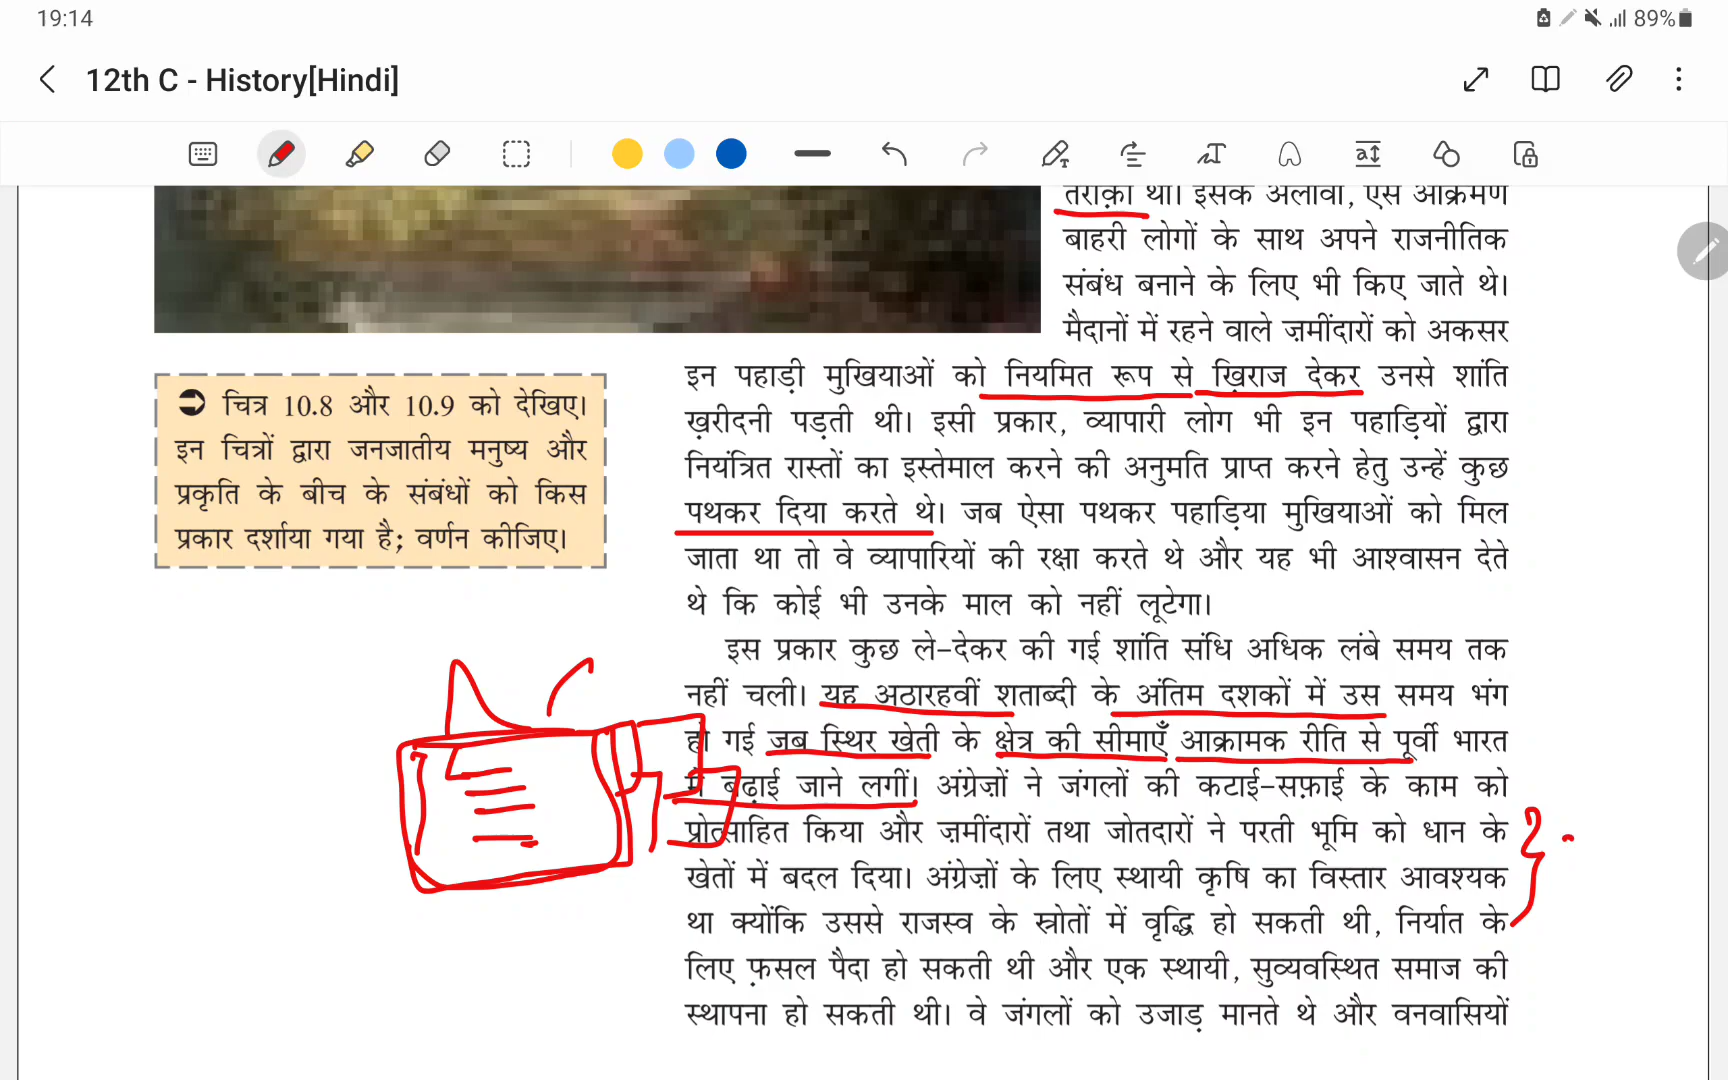 19:14
89%
12th C - History[Hindi]
तरीक़ा था। इसके अलावा, ऐसे आक्रमण
बाहरी लोगों के साथ अपने राजनीतिक
संबंध बनाने के लिए भी किए जाते थे।
मैदानों में रहने वाले ज़मींदारों को अकसर
इन पहाड़ी मुखियाओं को नियमित रूप से ख़िराज देकर उनसे शांति
ख़रीदनी पड़ती थी। इसी प्रकार, व्यापारी लोग भी इन पहाड़ियों द्वारा
नियंत्रित रास्तों का इस्तेमाल करने की अनुमति प्राप्त करने हेतु उन्हें कुछ
पथकर दिया करते थे। जब ऐसा पथकर पहाड़िया मुखियाओं को मिल
जाता था तो वे व्यापारियों की रक्षा करते थे और यह भी आश्वासन देते
थे कि कोई भी उनके माल को नहीं लूटेगा।
➲ चित्र 10.8 और 10.9 को देखिए।
इन चित्रों द्वारा जनजातीय मनुष्य और
प्रकृति के बीच के संबंधों को किस
प्रकार दर्शाया गया है; वर्णन कीजिए।
इस प्रकार कुछ ले-देकर की गई शांति संधि अधिक लंबे समय तक
नहीं चली। यह अठारहवीं शताब्दी के अंतिम दशकों में उस समय भंग
हो गई जब स्थिर खेती के क्षेत्र की सीमाएँ आक्रामक रीति से पूर्वी भारत
में बढ़ाई जाने लगीं। अंग्रेज़ों ने जंगलों की कटाई-सफ़ाई के काम को
प्रोत्साहित किया और ज़मींदारों तथा जोतदारों ने परती भूमि को धान के
खेतों में बदल दिया। अंग्रेज़ों के लिए स्थायी कृषि का विस्तार आवश्यक
था क्योंकि उससे राजस्व के स्रोतों में वृद्धि हो सकती थी, निर्यात के
लिए फ़सल पैदा हो सकती थी और एक स्थायी, सुव्यवस्थित समाज की
स्थापना हो सकती थी। वे जंगलों को उजाड़ मानते थे और वनवासियों